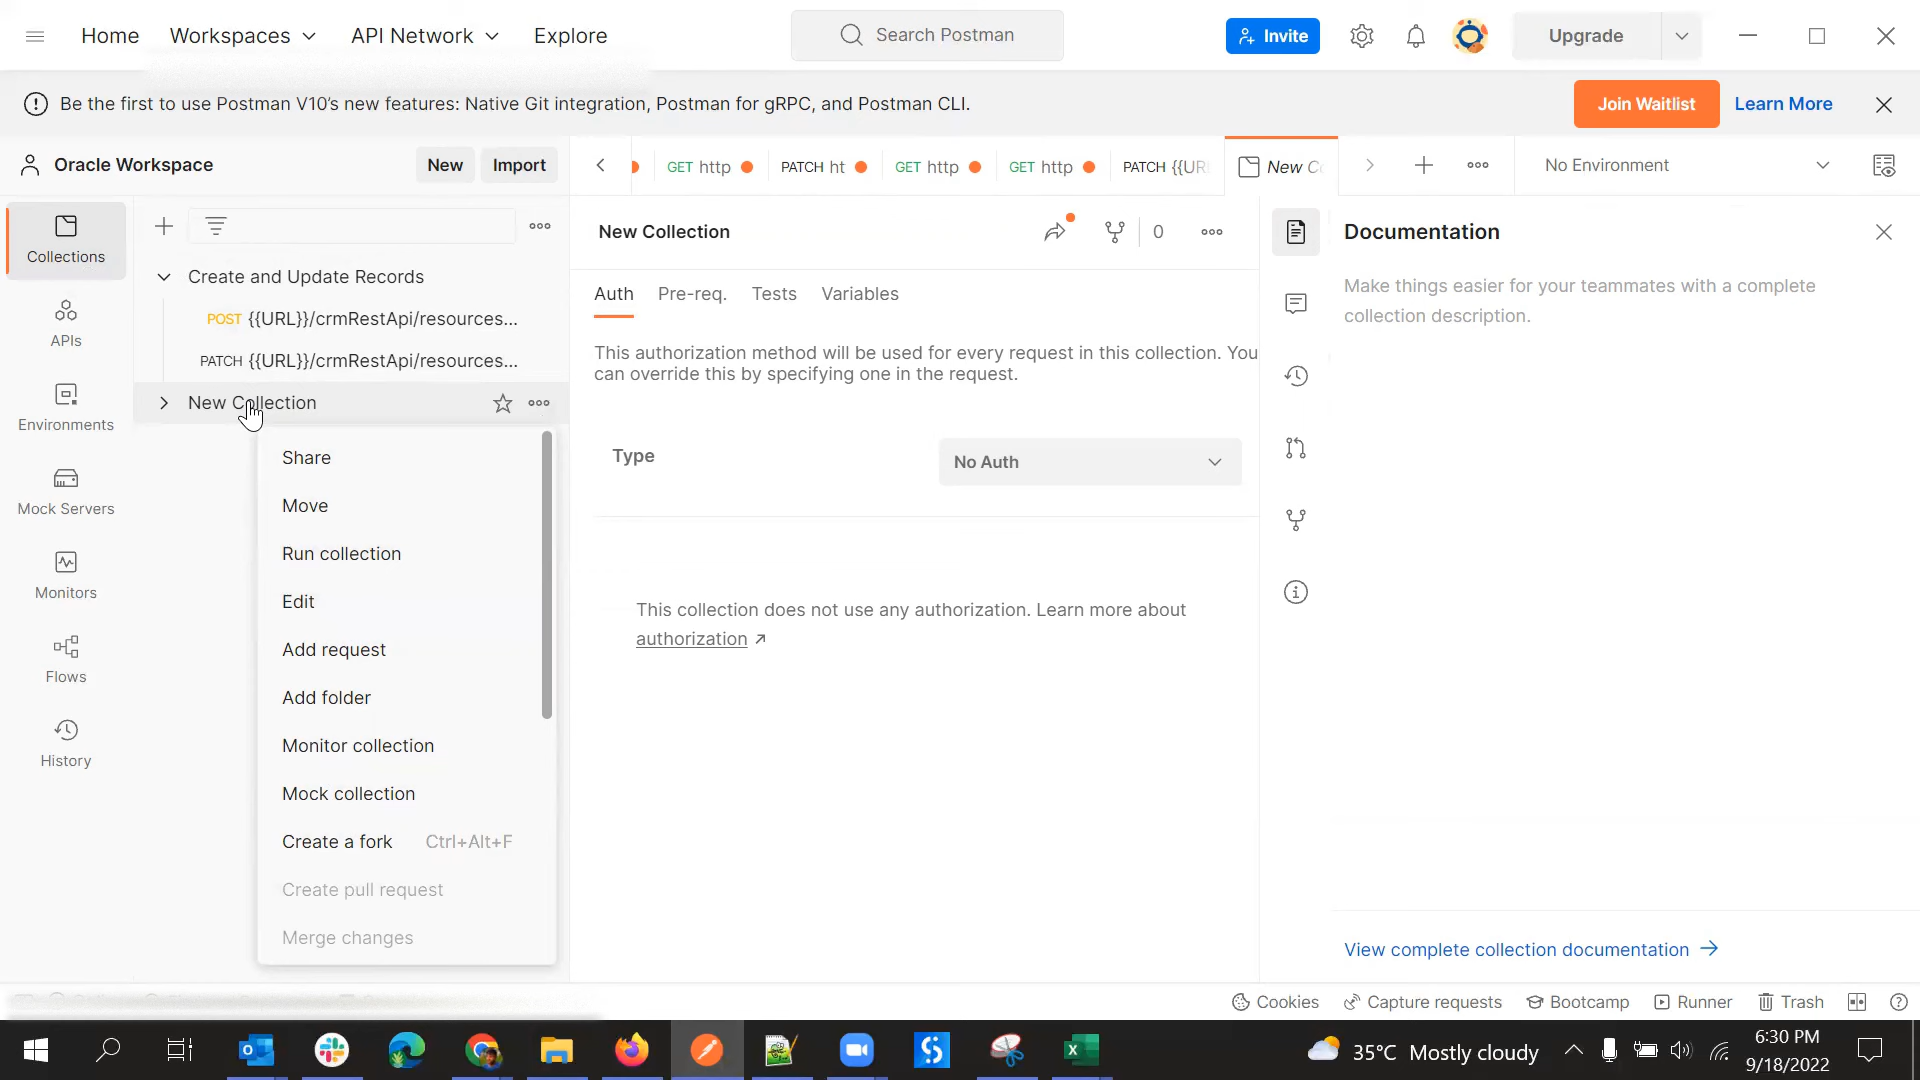 Home
Workspaces
API Network
Explore
Search Postman
Invite
Upgrade
Be the first to use Postman V10's new features: Native Git integration, Postman for gRPC, and Postman CLI.
Join Waitlist
Learn More
Oracle Workspace
New
Import
GET http
PATCH ht
GET http
GET http
PATCH {{UR
New Co
No Environment
Collections
APIs
Environments
Mock Servers
Monitors
Flows
History
Create and Update Records
POST {{URL}}/crmRestApi/resources...
PATCH {{URL}}/crmRestApi/resources...
New Collection
Share
Move
Run collection
Edit
Add request
Add folder
Monitor collection
Mock collection
Create a fork Ctrl+Alt+F
Create pull request
Merge changes
New Collection
0
Auth
Pre-req.
Tests
Variables
This authorization method will be used for every request in this collection. You
can override this by specifying one in the request.
Type
No Auth
This collection does not use any authorization. Learn more about
authorization
Documentation
Make things easier for your teammates with a complete
collection description.
View complete collection documentation
Cookies
Capture requests
Bootcamp
Runner
Trash
35°C Mostly cloudy
6:30 PM
9/18/2022